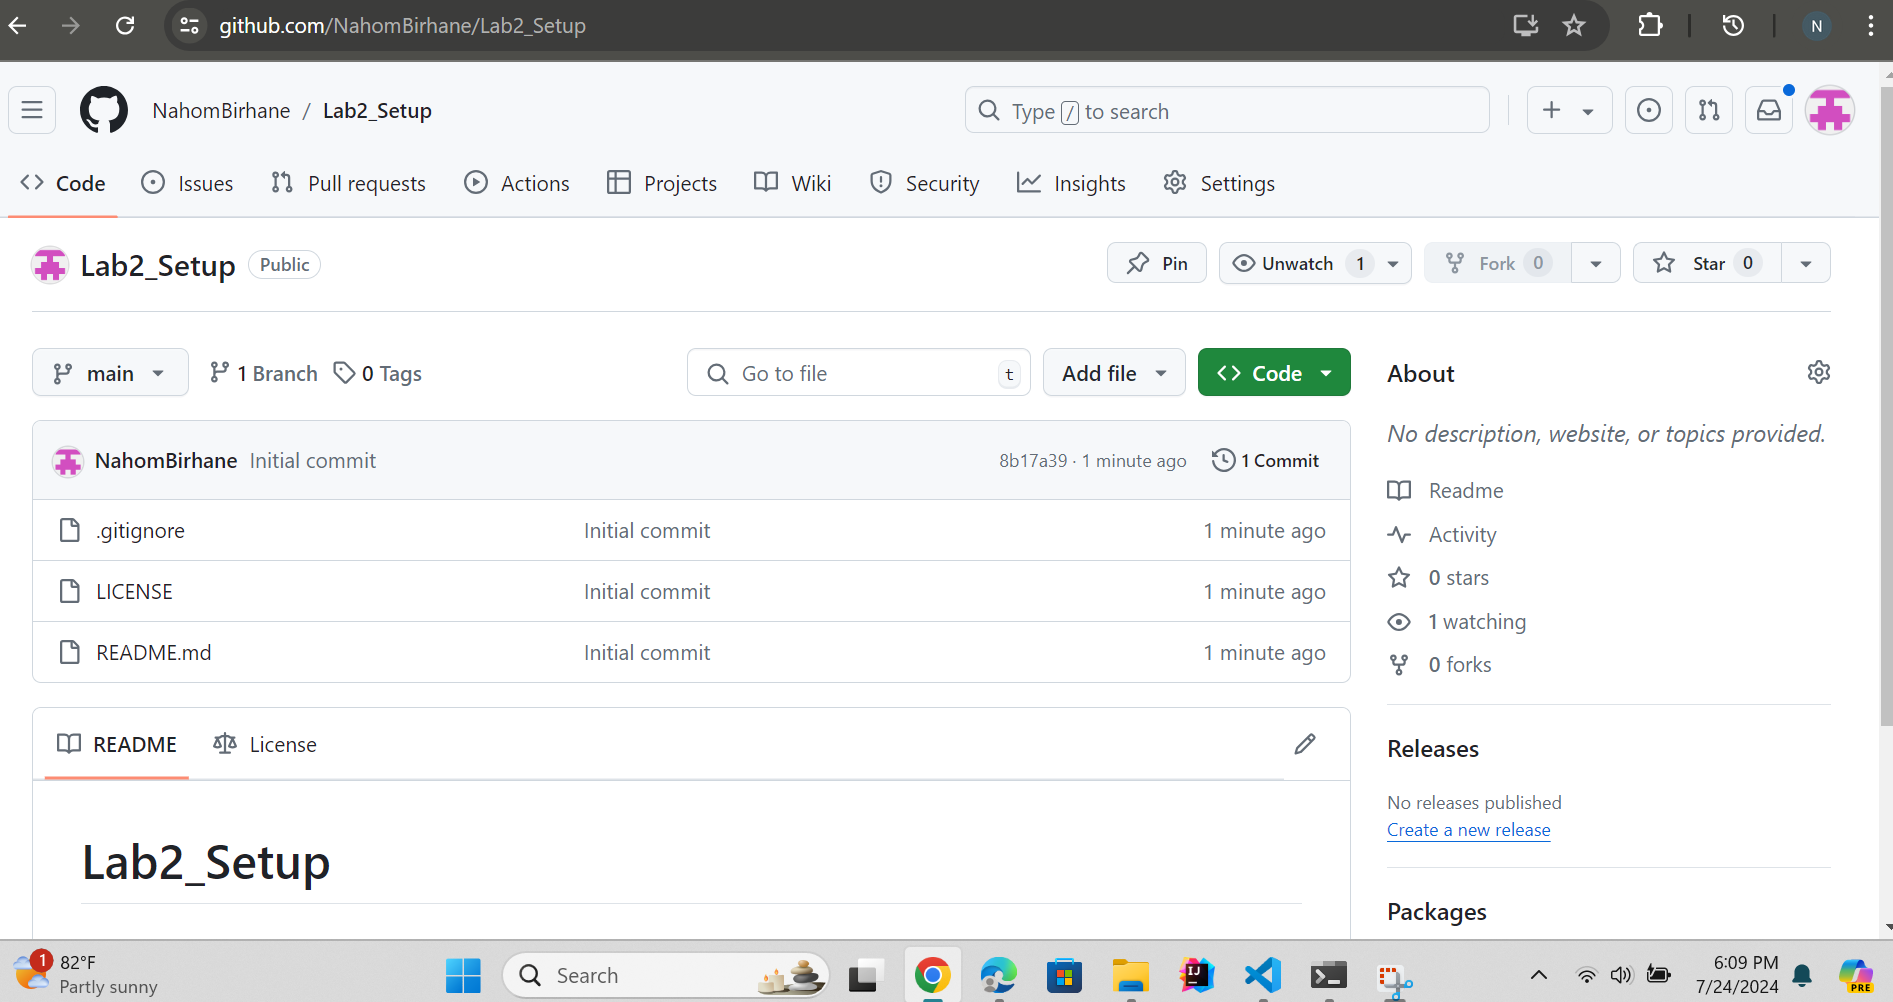 github.com/NahomBirhane/Lab2_Setup
N
NahomBirhane / Lab2_Setup
Type / to search
Code Issues Pull requests Actions Projects Wiki Security Insights Settings
Lab2_Setup Public
Pin Unwatch 1 Fork 0 Star 0
main 1 Branch 0 Tags Go to file t Add file Code
About
No description, website, or topics provided.
NahomBirhane Initial commit 8b17a39 · 1 minute ago 1 Commit
Readme
.gitignore Initial commit 1 minute ago
Activity
0 stars
LICENSE Initial commit 1 minute ago
1 watching
README.md Initial commit 1 minute ago
0 forks
README License
Releases
No releases published
Create a new release
Lab2_Setup
Packages
1
82°F
Partly sunny
Search
IJ
6:09 PM
7/24/2024
PRE